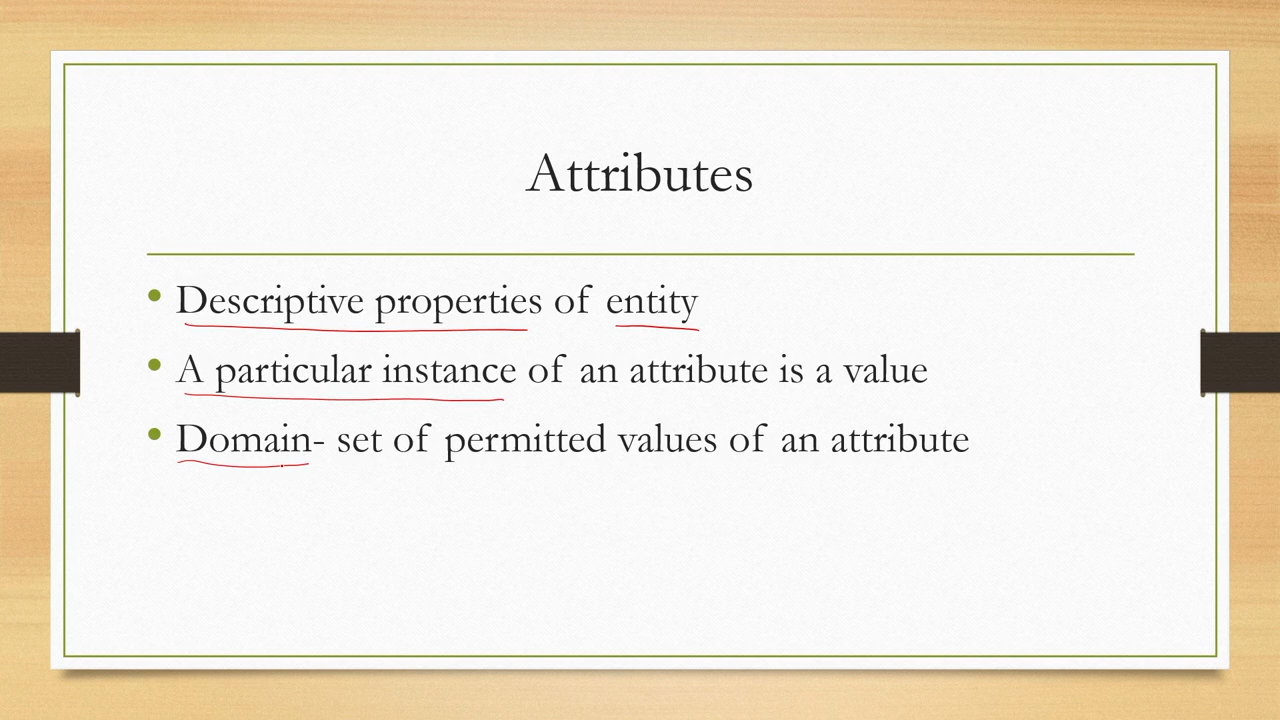 Attributes
• Descriptive properties of entity
• A particular instance of an attribute is a value
• Domain- set of permitted values of an attribute